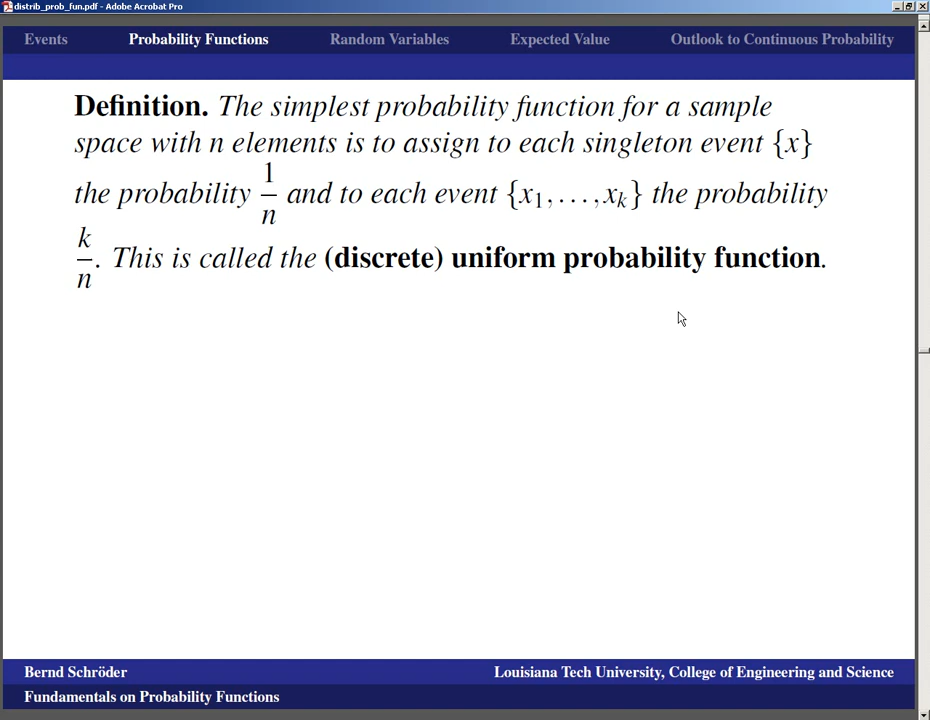 distrib_prob_fun.pdf - Adobe Acrobat Pro
Events Probability Functions Random Variables Expected Value Outlook to Continuous Probability
Definition. The simplest probability function for a sample
space with n elements is to assign to each singleton event {x}
the probability 1/n and to each event {x₁,...,xₖ} the probability
k/n. This is called the (discrete) uniform probability function.
Bernd Schröder Louisiana Tech University, College of Engineering and Science
Fundamentals on Probability Functions